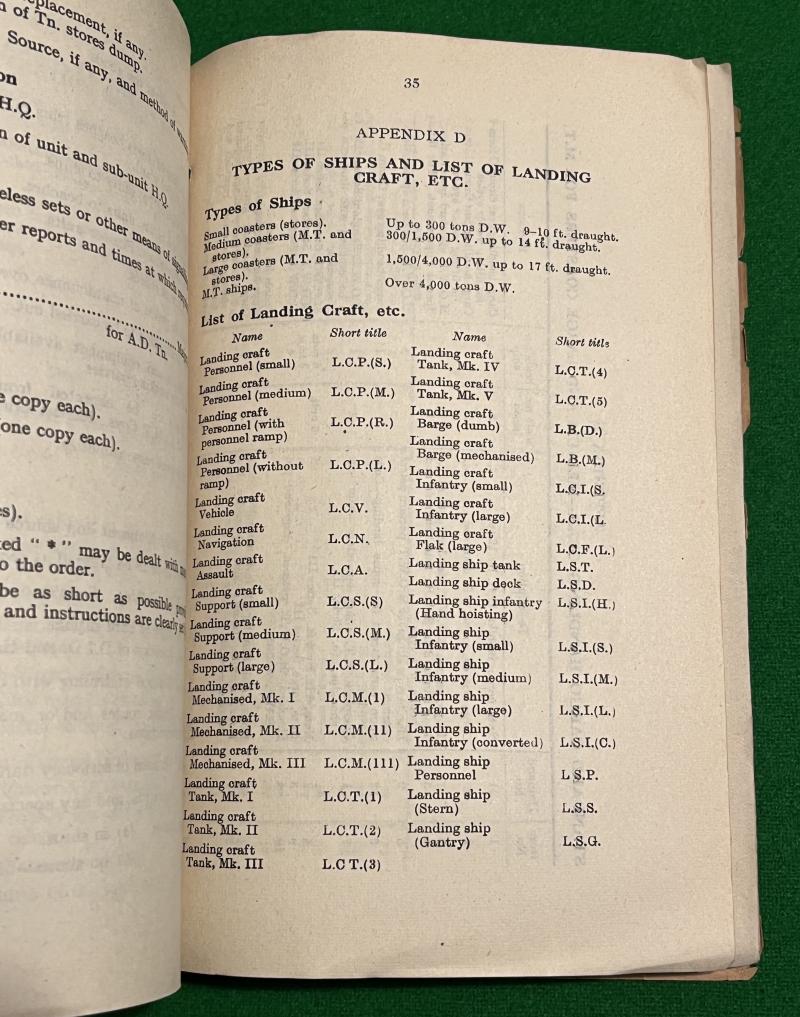 placement, if any.
of Tn. stores dump.
Source, if any, and method of
on
H.Q.
n of unit and sub-unit H.Q.
eless sets or other means of
er reports and times at which
for A.D. Tn.
e copy each).
one copy each).
s).
ed " * " may be dealt with
o the order.
be as short as possible
and instructions are clearly
35
APPENDIX D
TYPES OF SHIPS AND LIST OF LANDING
CRAFT, ETC.
Types of Ships
Small coasters (stores). Up to 300 tons D.W. 9–10 ft. draught.
Medium coasters (M.T. and 300/1,500 D.W. up to 14 ft. draught.
stores).
Large coasters (M.T. and 1,500/4,000 D.W. up to 17 ft. draught.
stores).
M.T. ships. Over 4,000 tons D.W.
List of Landing Craft, etc.
Name Short title
Landing craft
Personnel (small) L.C.P.(S.)
Landing craft
Personnel (medium) L.C.P.(M.)
Landing craft
Personnel (with L.C.P.(R.)
personnel ramp)
Landing craft
Personnel (without L.C.P.(L.)
ramp)
Landing craft
Vehicle L.C.V.
Landing craft
Navigation L.C.N.
Landing craft
Assault L.C.A.
Landing craft
Support (small) L.C.S.(S)
Landing craft
Support (medium) L.C.S.(M.)
Landing craft
Support (large) L.C.S.(L.)
Landing craft
Mechanised, Mk. I L.C.M.(1)
Landing craft
Mechanised, Mk. II L.C.M.(11)
Landing craft
Mechanised, Mk. III L.C.M.(111)
Landing craft
Tank, Mk. I L.C.T.(1)
Landing craft
Tank, Mk. II L.C.T.(2)
Landing craft
Tank, Mk. III L.C T.(3)
Name Short title
Landing craft
Tank, Mk. IV L.C.T.(4)
Landing craft
Tank, Mk. V L.C.T.(5)
Landing craft
Barge (dumb) L.B.(D.)
Landing craft
Barge (mechanised) L.B.(M.)
Landing craft
Infantry (small) L.C.I.(S.
Landing craft
Infantry (large) L.C.I.(L.
Landing craft
Flak (large) L.C.F.(L.)
Landing ship tank L.S.T.
Landing ship deck L.S.D.
Landing ship infantry L.S.I.(H.)
(Hand hoisting)
Landing ship
Infantry (small) L.S.I.(S.)
Landing ship
Infantry (medium) L.S.I.(M.)
Landing ship
Infantry (large) L.S.I.(L.)
Landing ship
Infantry (converted) L.S.I.(C.)
Landing ship
Personnel L S.P.
Landing ship
(Stern) L.S.S.
Landing ship
(Gantry) L.S.G.